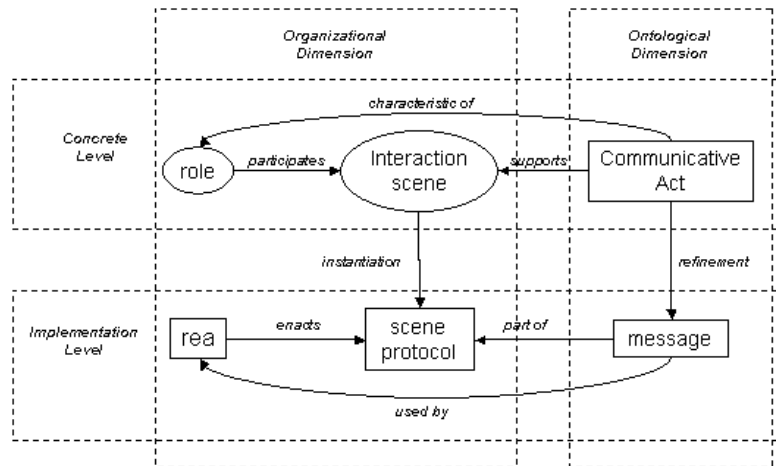 Organizational
Dimension
Ontological
Dimension
characteristic of
Concrete
Level
role
participates
Interaction
scene
supports
Communicative
Act
instantiation
refinement
Implementation
Level
rea
enacts
scene
protocol
part of
message
used by